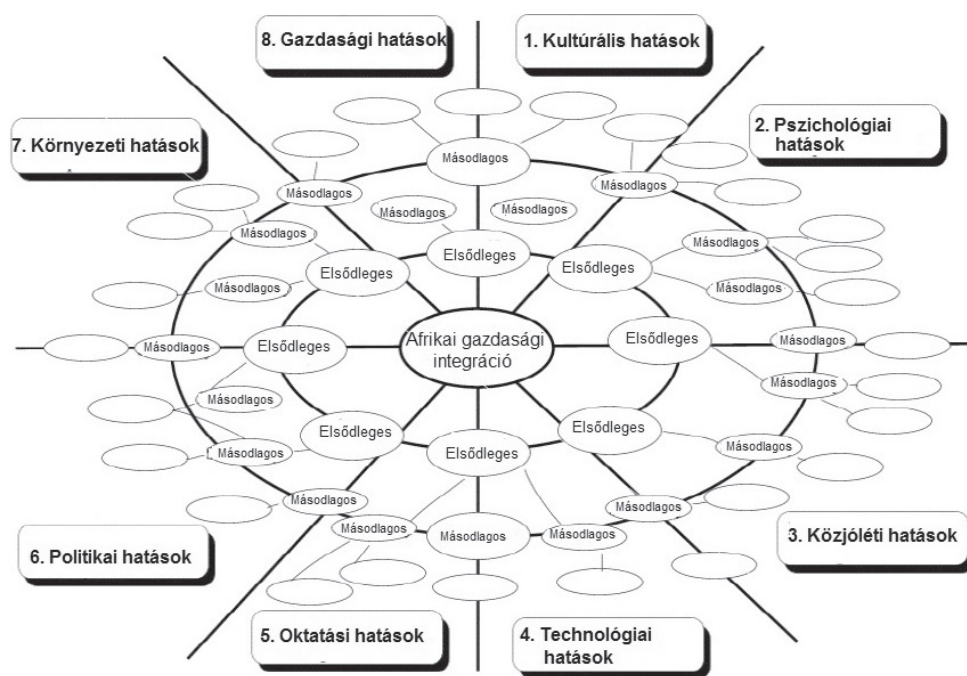 8. Gazdasági hatások
1. Kultúrális hatások
2. Pszichológiai
hatások
7. Környezeti hatások
Másodlagos
Másodlagos
Másodlagos
Másodlagos
Másodlagos
Másodlagos
Másodlagos
Elsődleges
Elsődleges
Elsődleges
Másodlagos
Másodlagos
Afrikai gazdasági
integráció
Elsődleges
Elsődleges
Másodlagos
Másodlagos
Másodlagos
Másodlagos
Elsődleges
Elsődleges
Másodlagos
Másodlagos
Elsődleges
Másodlagos
Másodlagos
Másodlagos
Másodlagos
Másodlagos
3. Közjóléti hatások
6. Politikai hatások
5. Oktatási hatások
4. Technológiai
hatások